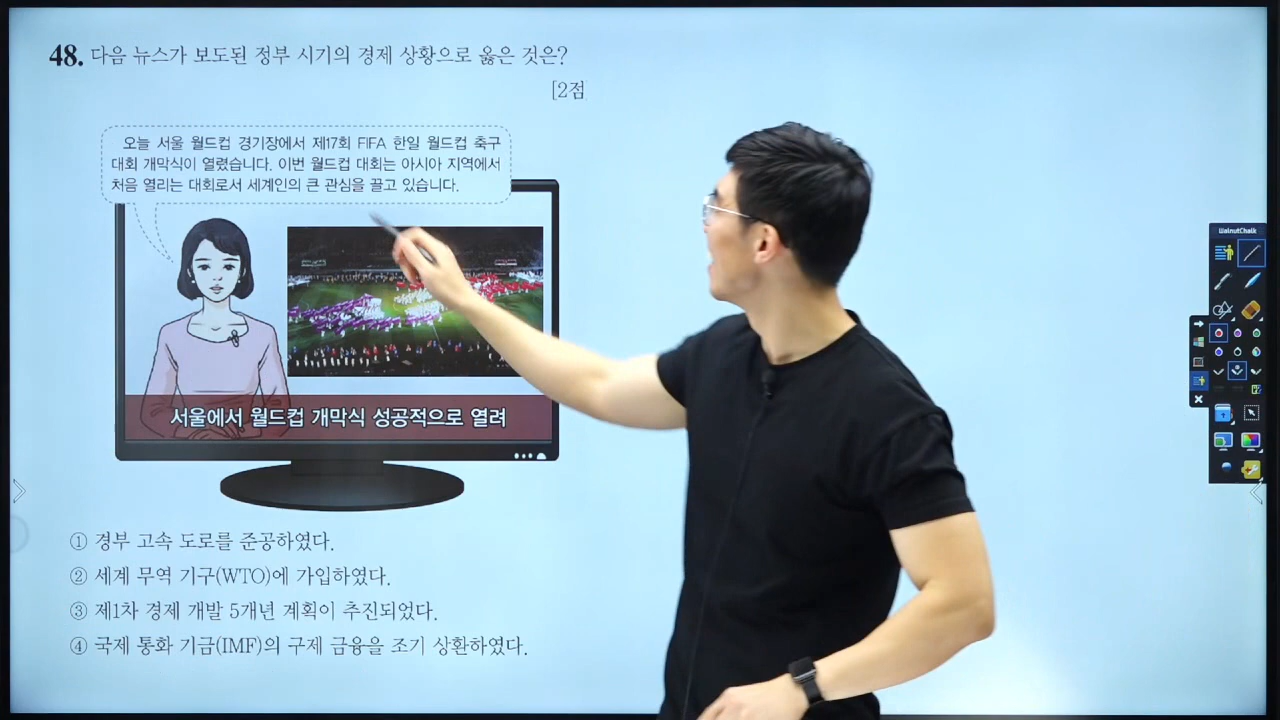 48. 다음 뉴스가 보도된 정부 시기의 경제 상황으로 옳은 것은?
[2점
오늘 서울 월드컵 경기장에서 제17회 FIFA 한일 월드컵 축구
대회 개막식이 열렸습니다. 이번 월드컵 대회는 아시아 지역에서
처음 열리는 대회로서 세계인의 큰 관심을 끌고 있습니다.
서울에서 월드컵 개막식 성공적으로 열려
① 경부 고속 도로를 준공하였다.
② 세계 무역 기구(WTO)에 가입하였다.
③ 제1차 경제 개발 5개년 계획이 추진되었다.
④ 국제 통화 기금(IMF)의 구제 금융을 조기 상환하였다.
WalnutChalk